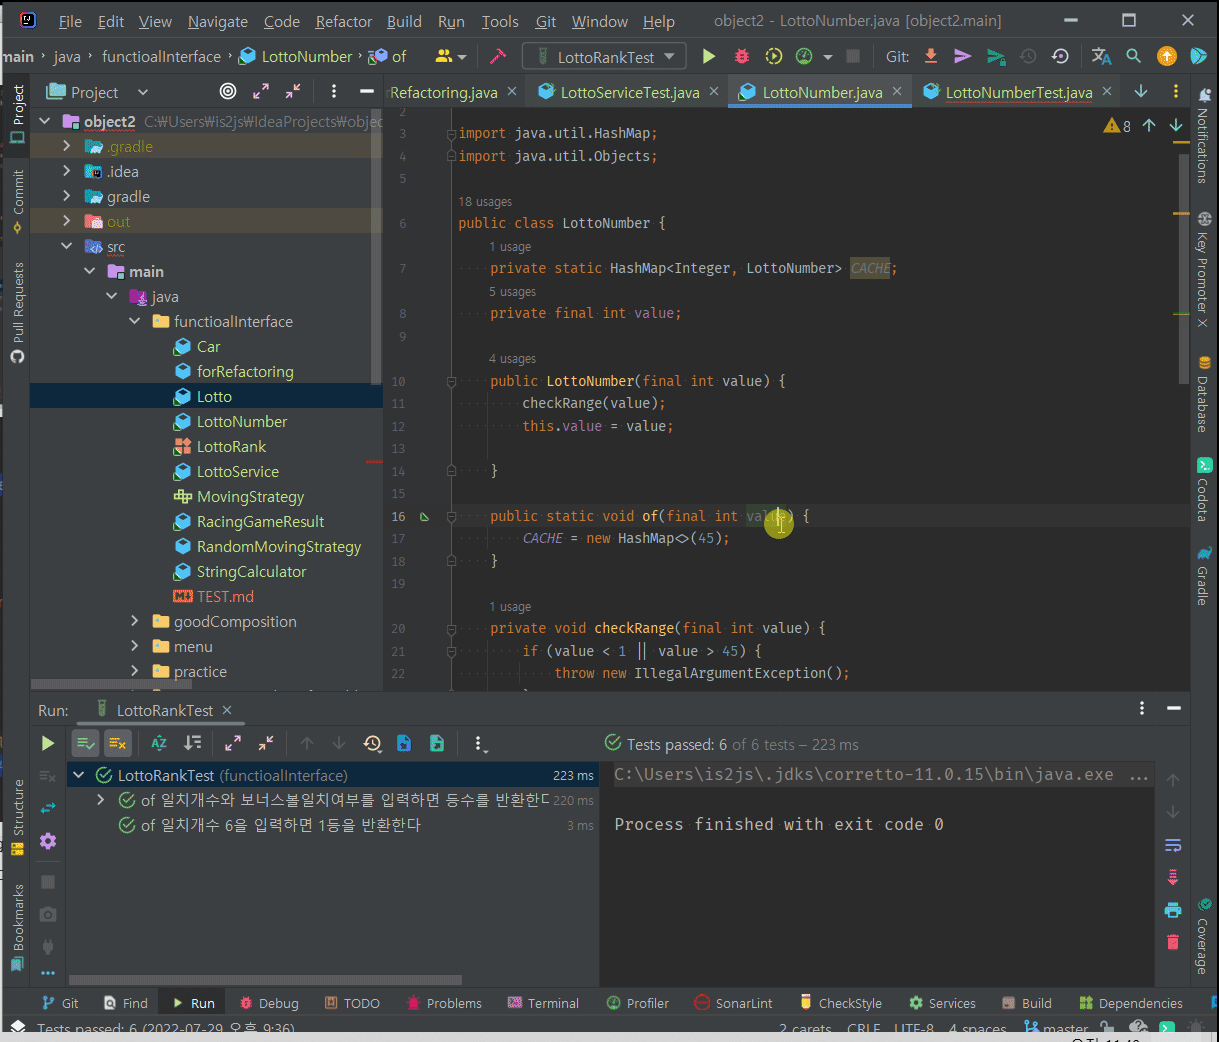 File Edit View Navigate Code Refactor Build Run Tools Git Window Help object2 - LottoNumber.java [object2.main]
main java functioalInterface LottoNumber of LottoRankTest Git:
Project Refactoring.java LottoServiceTest.java LottoNumber.java LottoNumberTest.java
object2 C:\Users\is2js\IdeaProjects\objec
.gradle
.idea
gradle
out
src
main
java
functioalInterface
Car
forRefactoring
Lotto
LottoNumber
LottoRank
LottoService
MovingStrategy
RacingGameResult
RandomMovingStrategy
StringCalculator
TEST.md
goodComposition
menu
practice
8
2
3 import java.util.HashMap;
4 import java.util.Objects;
5
18 usages
6 public class LottoNumber {
1 usage
7 private static HashMap<Integer, LottoNumber> CACHE;
5 usages
8 private final int value;
9
4 usages
10 public LottoNumber(final int value) {
11 checkRange(value);
12 this.value = value;
13
14 }
15
16 public static void of(final int value) {
17 CACHE = new HashMap<>(45);
18 }
19
1 usage
20 private void checkRange(final int value) {
21 if (value < 1 || value > 45) {
22 throw new IllegalArgumentException();
Project
Commit
Pull Requests
Structure
Bookmarks
Notifications
Key Promoter X
Database
Codota
Gradle
Coverage
Run: LottoRankTest
Tests passed: 6 of 6 tests – 223 ms
LottoRankTest (functioalInterface) 223 ms
of 일치개수와 보너스볼일치여부를 입력하면 등수를 반환한다 220 ms
of 일치개수 6을 입력하면 1등을 반환한다 3 ms
C:\Users\is2js\.jdks\corretto-11.0.15\bin\java.exe ...
Process finished with exit code 0
Git Find Run Debug TODO Problems Terminal Profiler SonarLint CheckStyle Services Build Dependencies
Tests passed: 6 (2022-07-29 오후 9:36) 2 carets CRLF UTF-8 4 spaces master